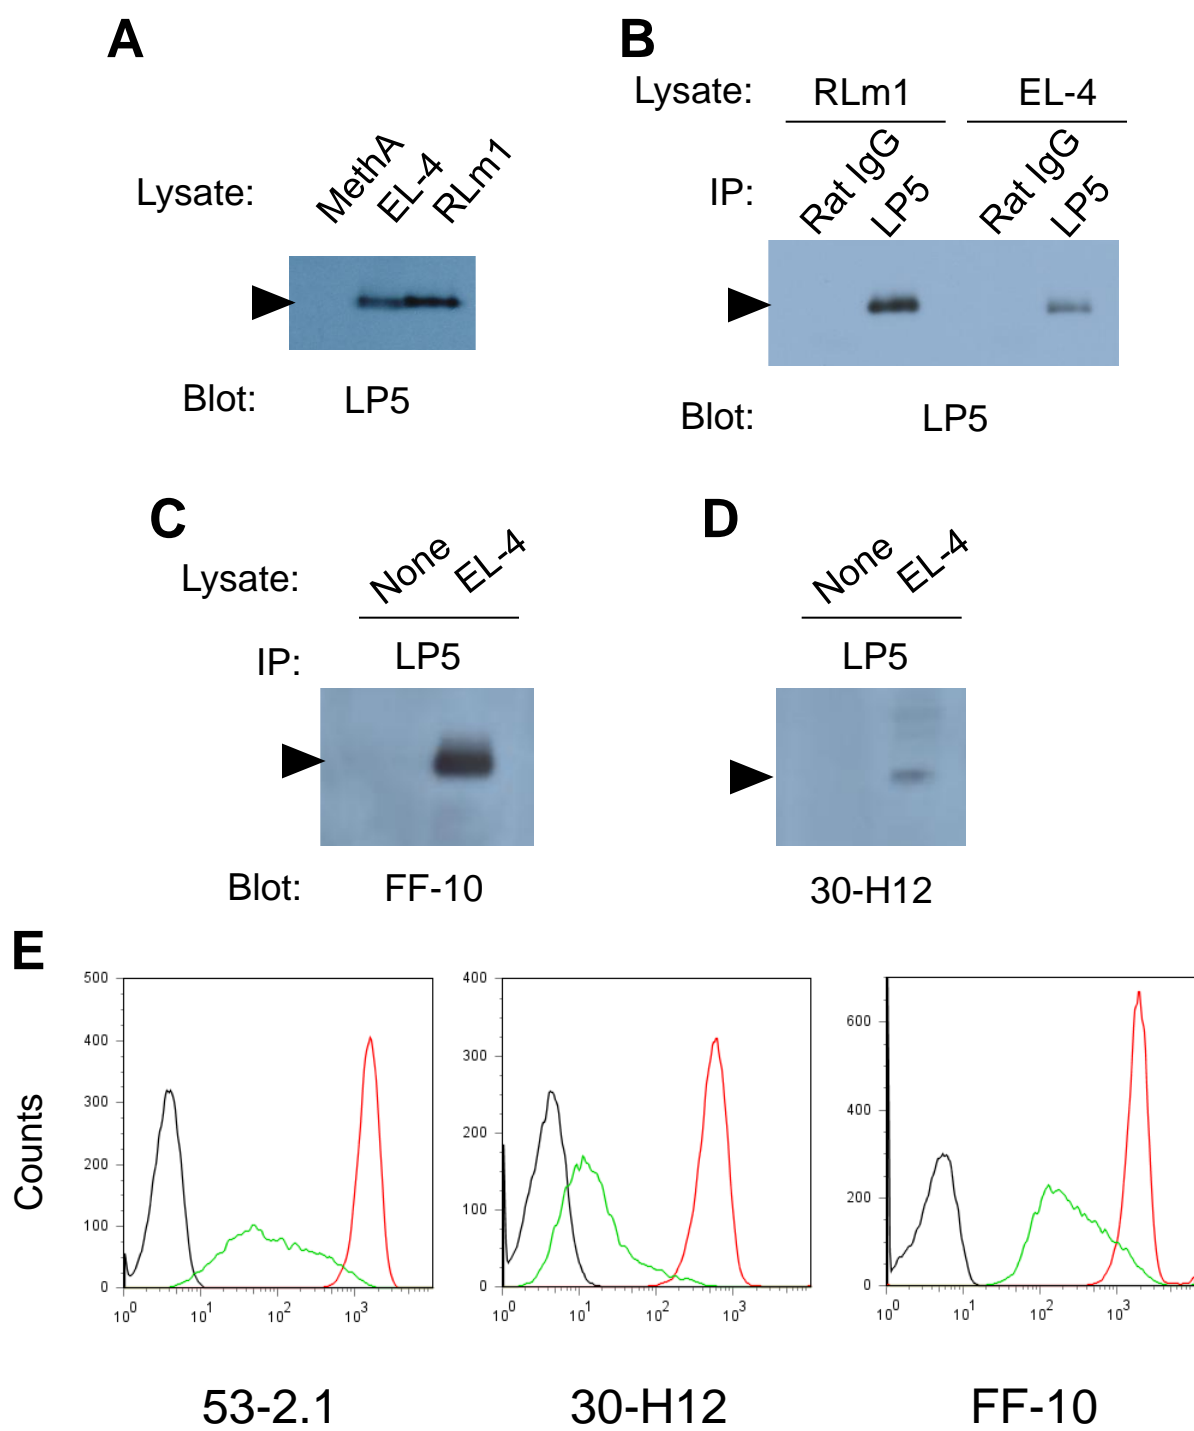 A
Lysate: MethA EL-4 RLm1
Blot: LP5
B
Lysate: RLm1 EL-4
IP: Rat IgG LP5 Rat IgG LP5
Blot: LP5
C
Lysate: None EL-4
IP: LP5
Blot: FF-10
D
None EL-4
LP5
30-H12
E
Counts
500
400
300
200
100
0
10^0 10^1 10^2 10^3
53-2.1
400
300
200
100
0
10^0 10^1 10^2 10^3
30-H12
600
400
200
0
10^0 10^1 10^2 10^3
FF-10